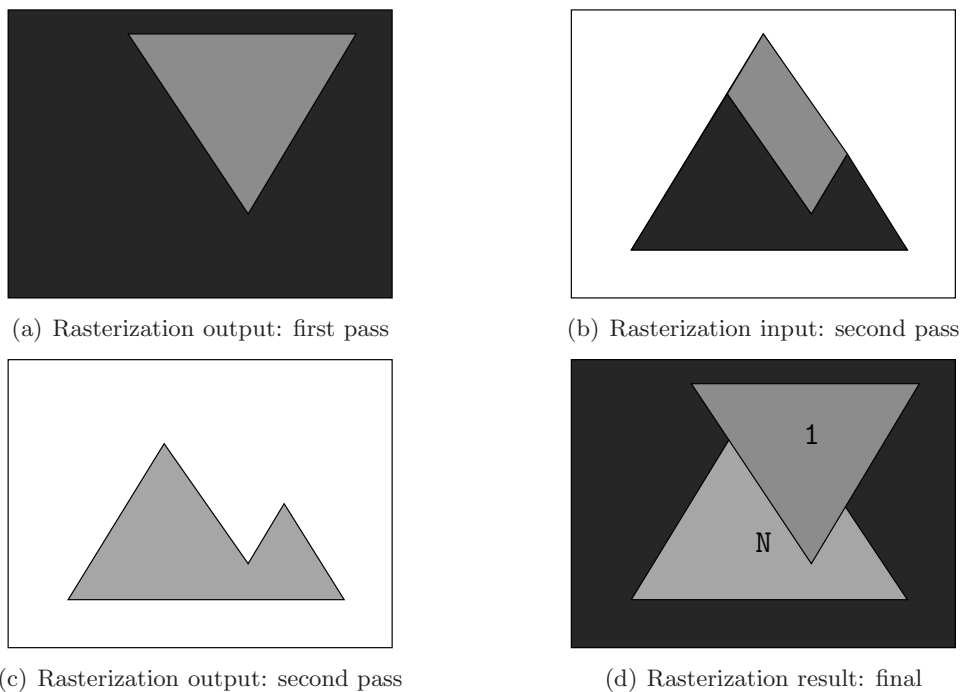 (a) Rasterization output: first pass
(b) Rasterization input: second pass
1
N
(c) Rasterization output: second pass
(d) Rasterization result: final